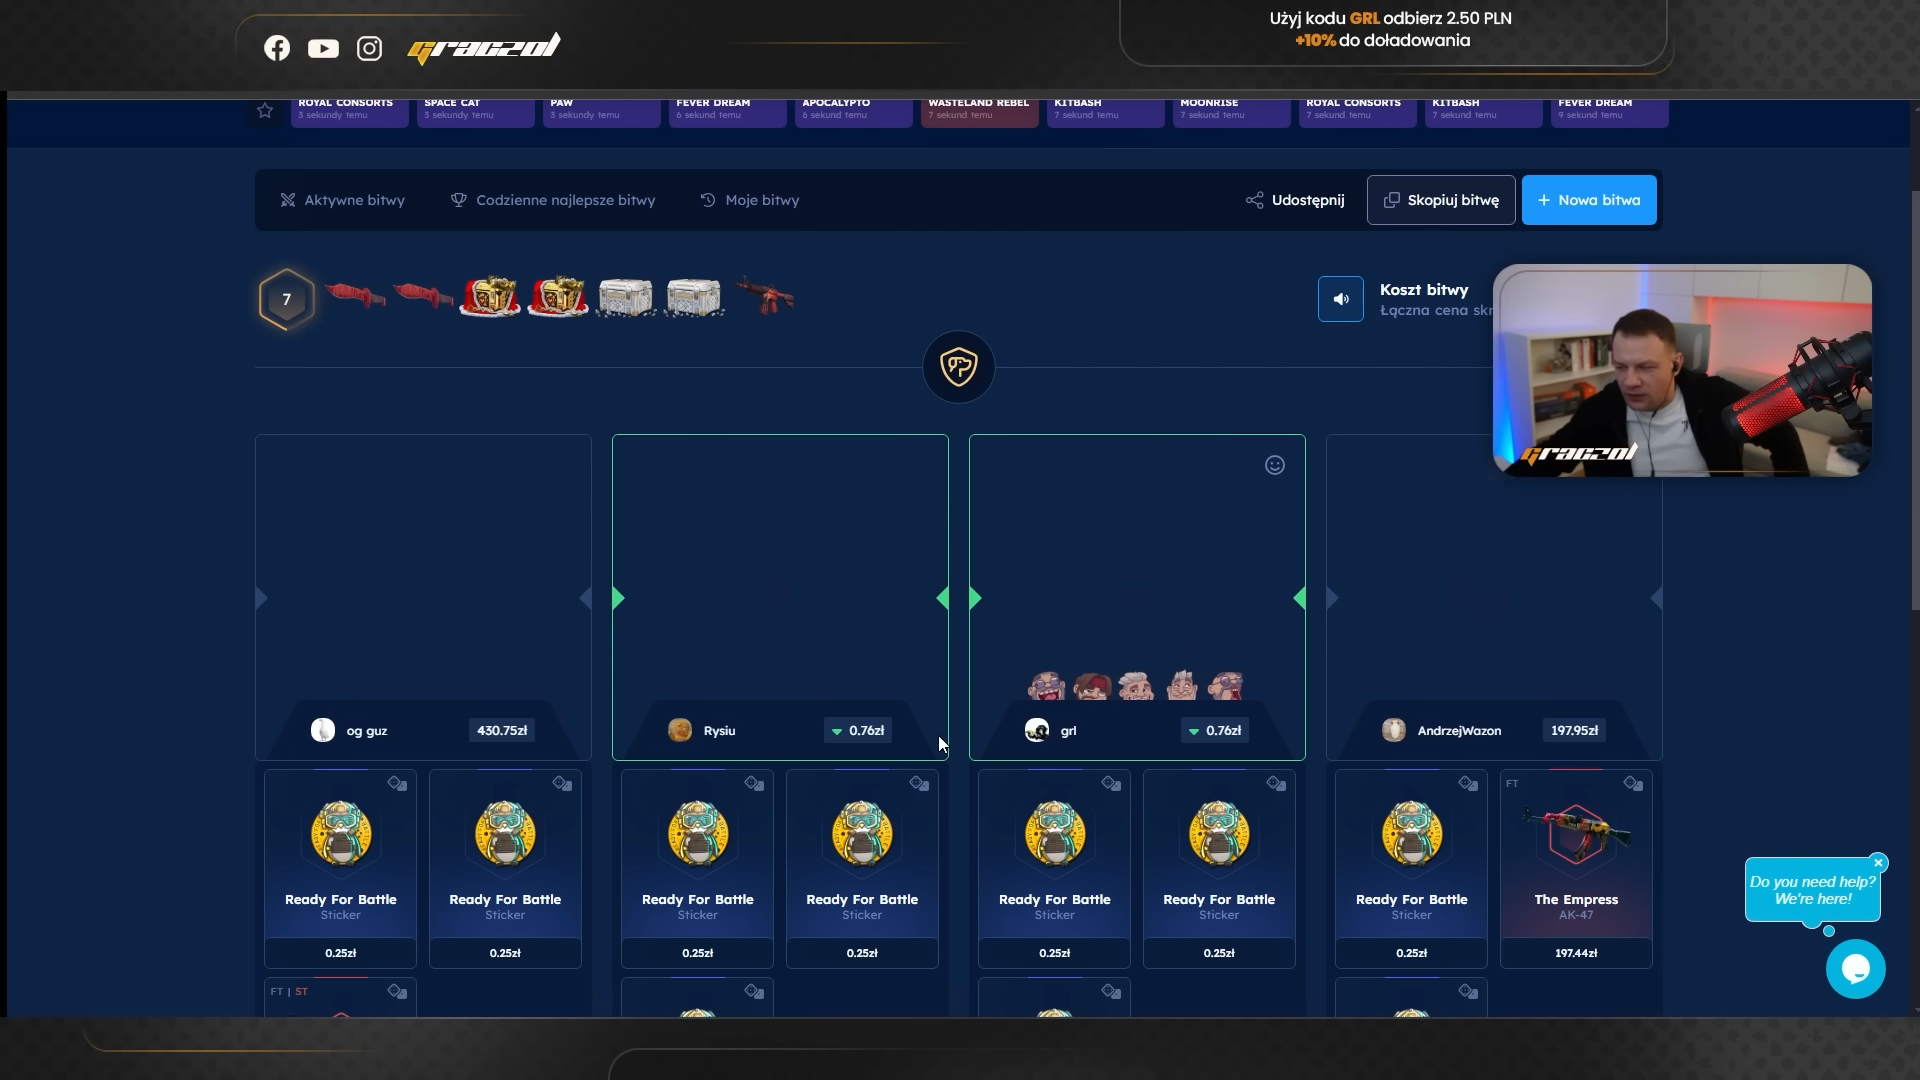 graczol
Użyj kodu GRL odbierz 2.50 PLN
+10% do doładowania
ROYAL CONSORTS
3 sekundy temu
SPACE CAT
3 sekundy temu
PAW
3 sekundy temu
FEVER DREAM
6 sekund temu
APOCALYPTO
6 sekund temu
WASTELAND REBEL
7 sekund temu
KITBASH
7 sekund temu
MOONRISE
7 sekund temu
ROYAL CONSORTS
7 sekund temu
KITBASH
7 sekund temu
FEVER DREAM
9 sekund temu
Aktywne bitwy
Codzienne najlepsze bitwy
Moje bitwy
Udostępnij
Skopiuj bitwę
+ Nowa bitwa
7
Koszt bitwy
Łączna cena skr
graczol
og guz
430.75zł
Rysiu
0.76zł
grl
0.76zł
AndrzejWazon
197.95zł
Ready For Battle
Sticker
0.25zł
Ready For Battle
Sticker
0.25zł
Ready For Battle
Sticker
0.25zł
Ready For Battle
Sticker
0.25zł
Ready For Battle
Sticker
0.25zł
Ready For Battle
Sticker
0.25zł
Ready For Battle
Sticker
0.25zł
FT
The Empress
AK-47
197.44zł
FT | ST
Do you need help?
We're here!